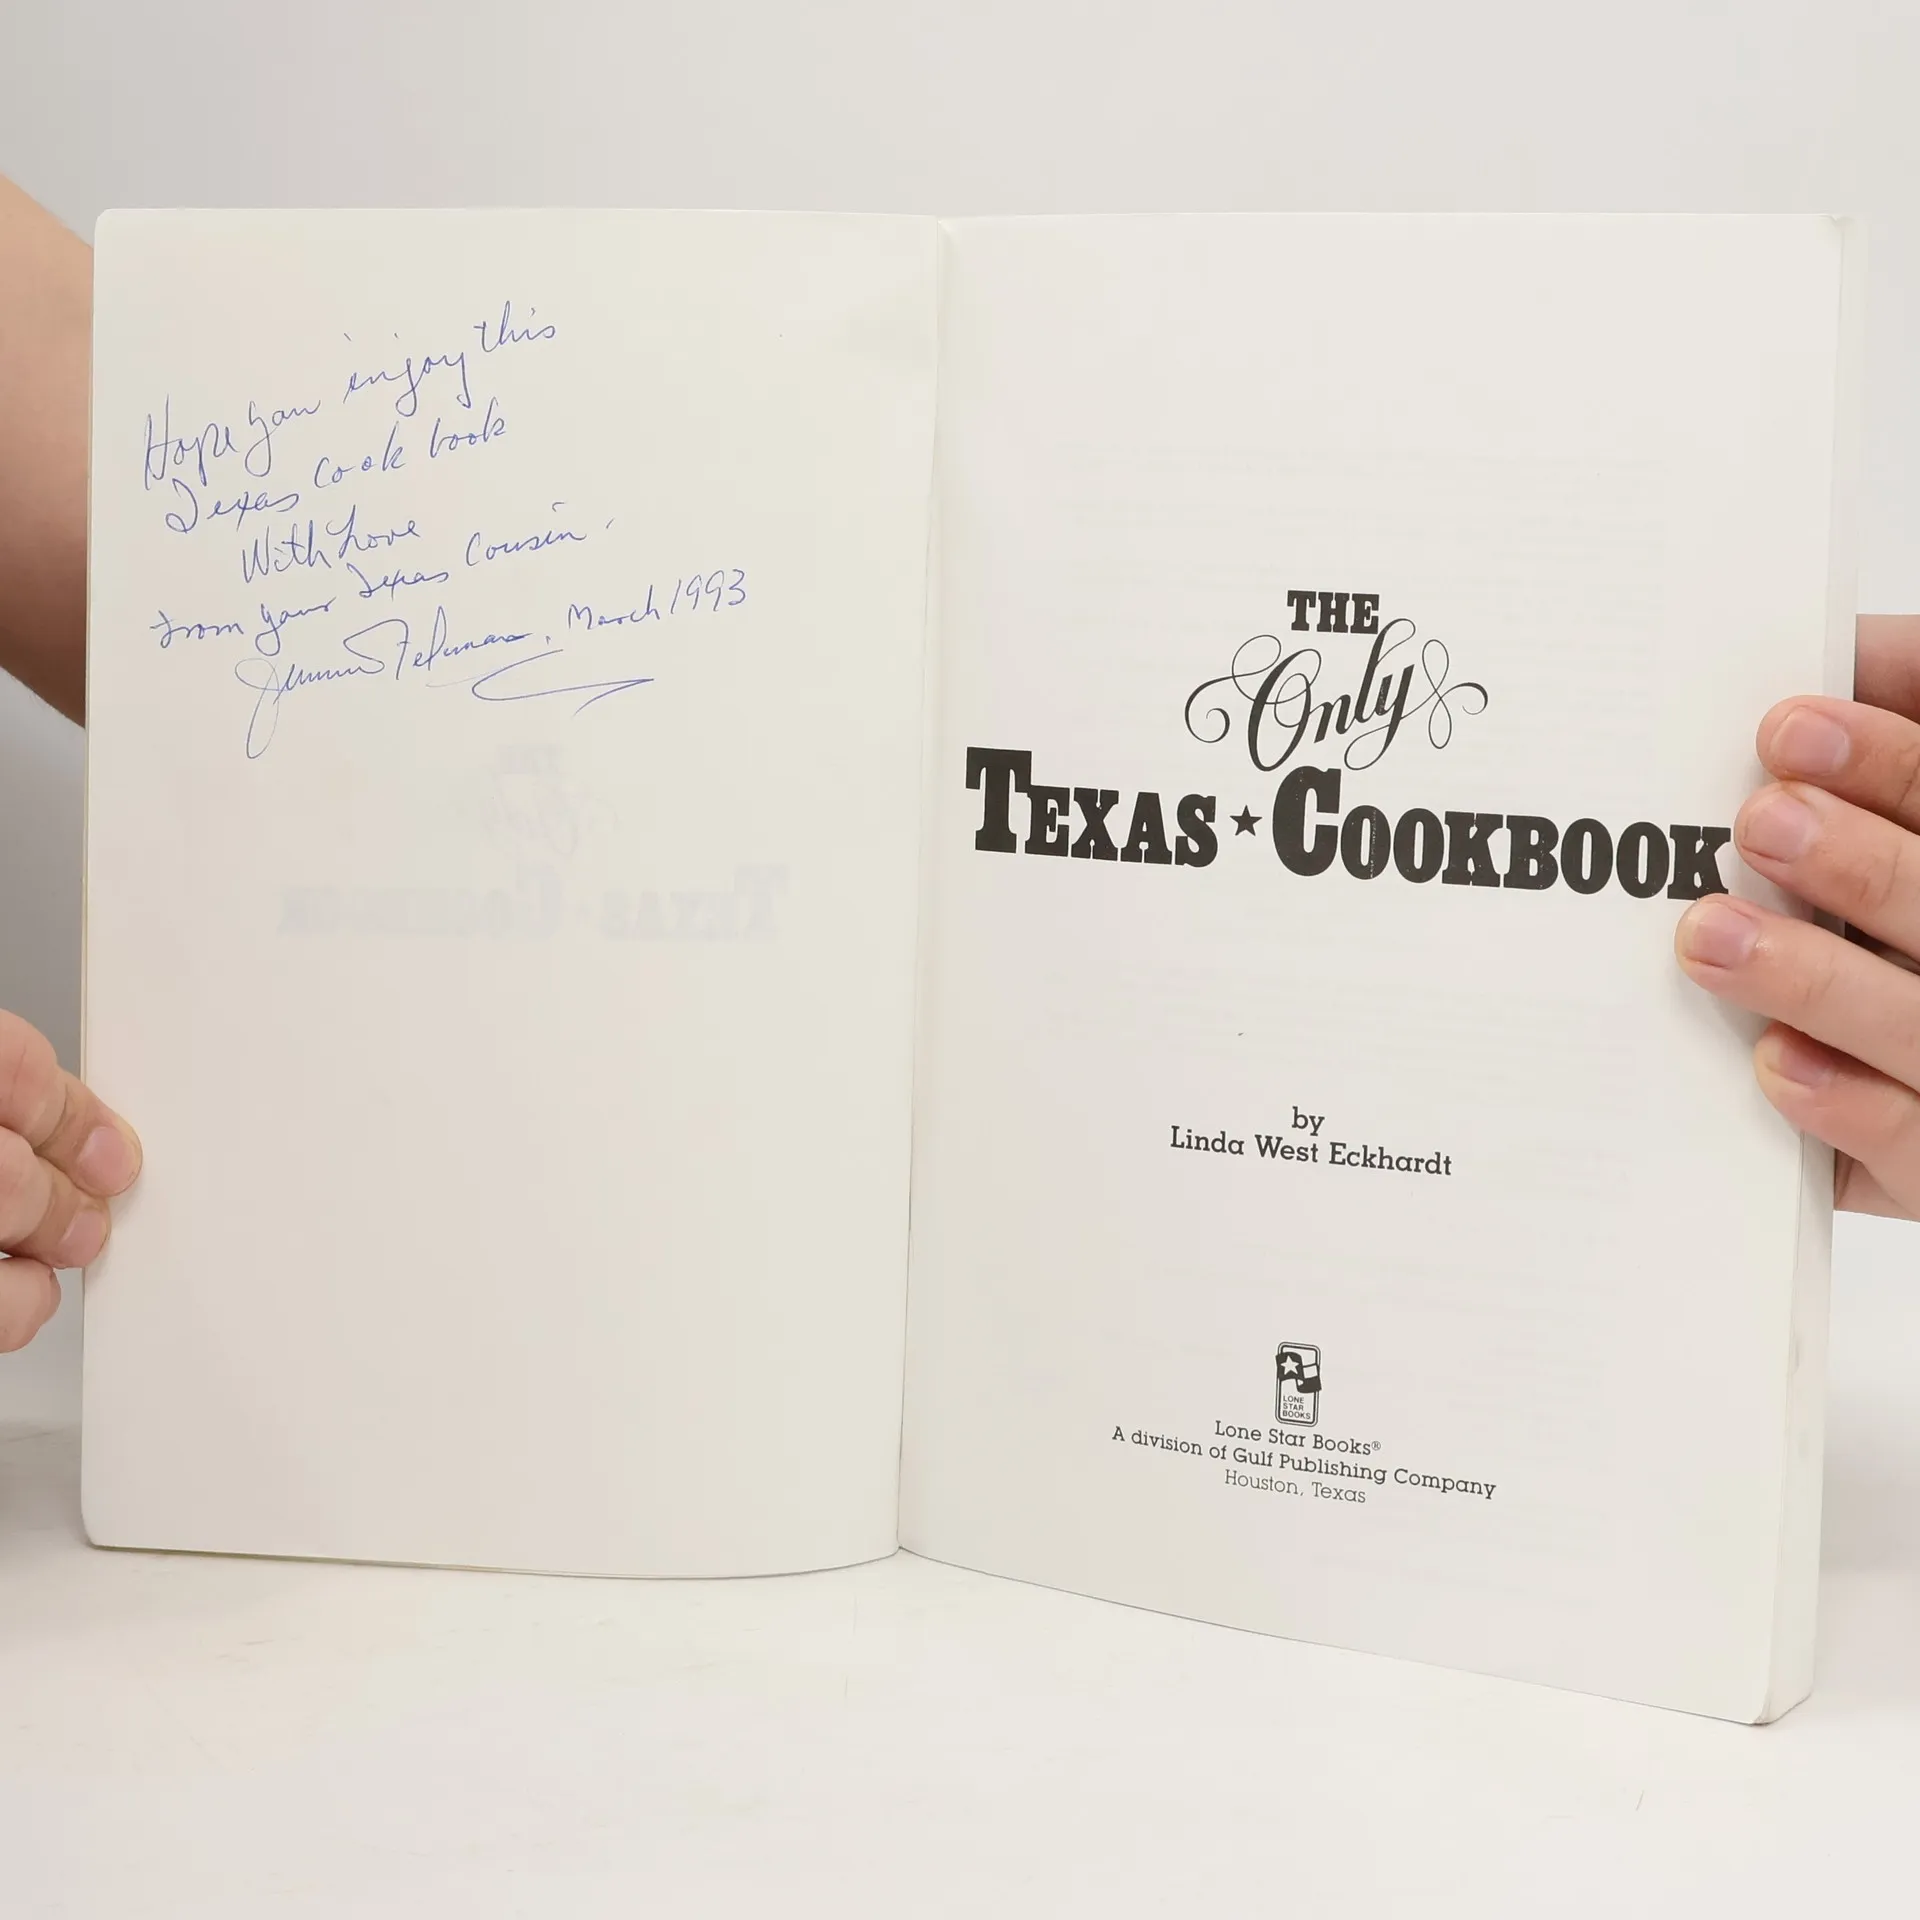 Hope you injoy this
Texas Cook book
With Love
from your Texas Cousin.
March 1993
THE
Only
TEXAS ★ COOKBOOK
by
Linda West Eckhardt
LONE
STAR
BOOKS
Lone Star Books®
A division of Gulf Publishing Company
Houston, Texas